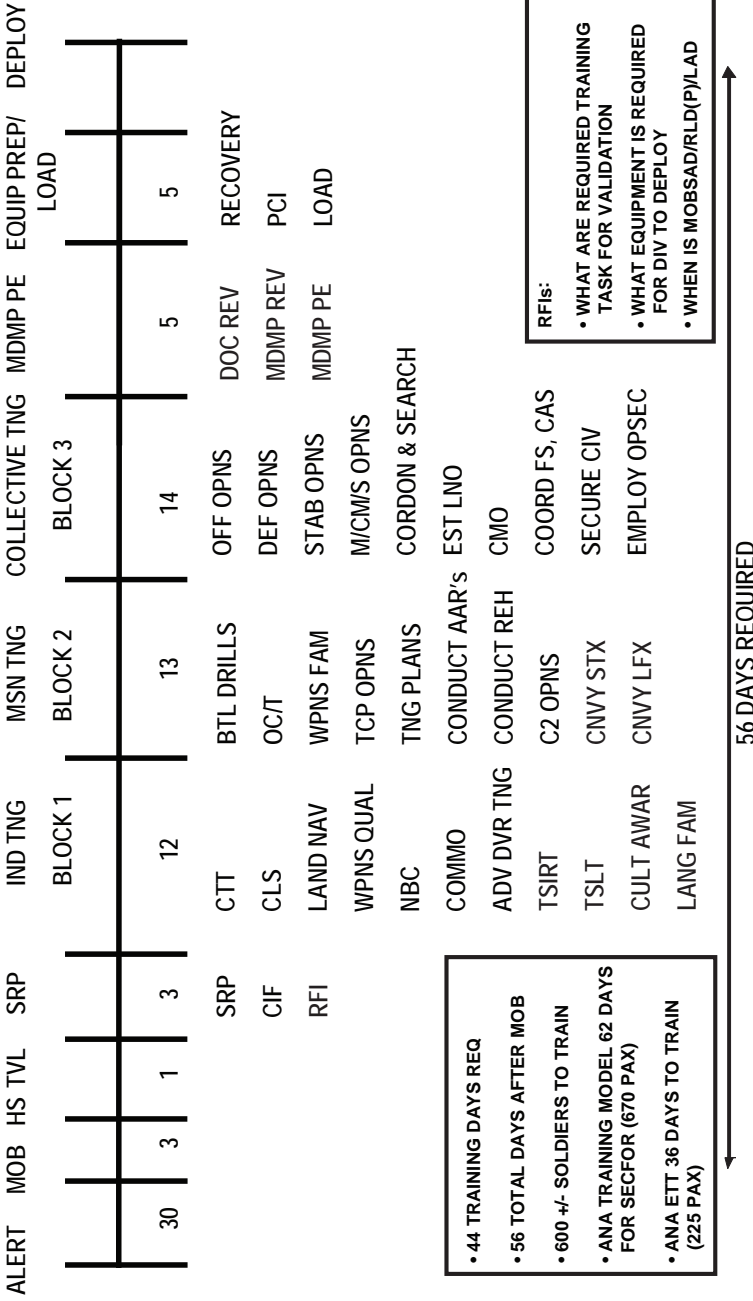 ALERT MOB HS TVL SRP IND TNG MSN TNG COLLECTIVE TNG MDMP PE EQUIP PREP/ DEPLOY
BLOCK 1 BLOCK 2 BLOCK 3 LOAD
30 3 1 3 12 13 14 5 5
SRP
CIF
RFI
CTT
CLS
LAND NAV
WPNS QUAL
NBC
COMMO
ADV DVR TNG
TSIRT
TSLT
CULT AWAR
LANG FAM
BTL DRILLS
OC/T
WPNS FAM
TCP OPNS
TNG PLANS
CONDUCT AAR's
CONDUCT REH
C2 OPNS
CNVY STX
CNVY LFX
OFF OPNS
DEF OPNS
STAB OPNS
M/CM/S OPNS
CORDON & SEARCH
EST LNO
CMO
COORD FS, CAS
SECURE CIV
EMPLOY OPSEC
DOC REV
MDMP REV
MDMP PE
RECOVERY
PCI
LOAD
• 44 TRAINING DAYS REQ
• 56 TOTAL DAYS AFTER MOB
• 600 +/- SOLDIERS TO TRAIN
• ANA TRAINING MODEL 62 DAYS
FOR SECFOR (670 PAX)
• ANA ETT 36 DAYS TO TRAIN
(225 PAX)
RFIs:
• WHAT ARE REQUIRED TRAINING
TASK FOR VALIDATION
• WHAT EQUIPMENT IS REQUIRED
FOR DIV TO DEPLOY
• WHEN IS MOBSAD/RLD(P)/LAD
56 DAYS REQUIRED